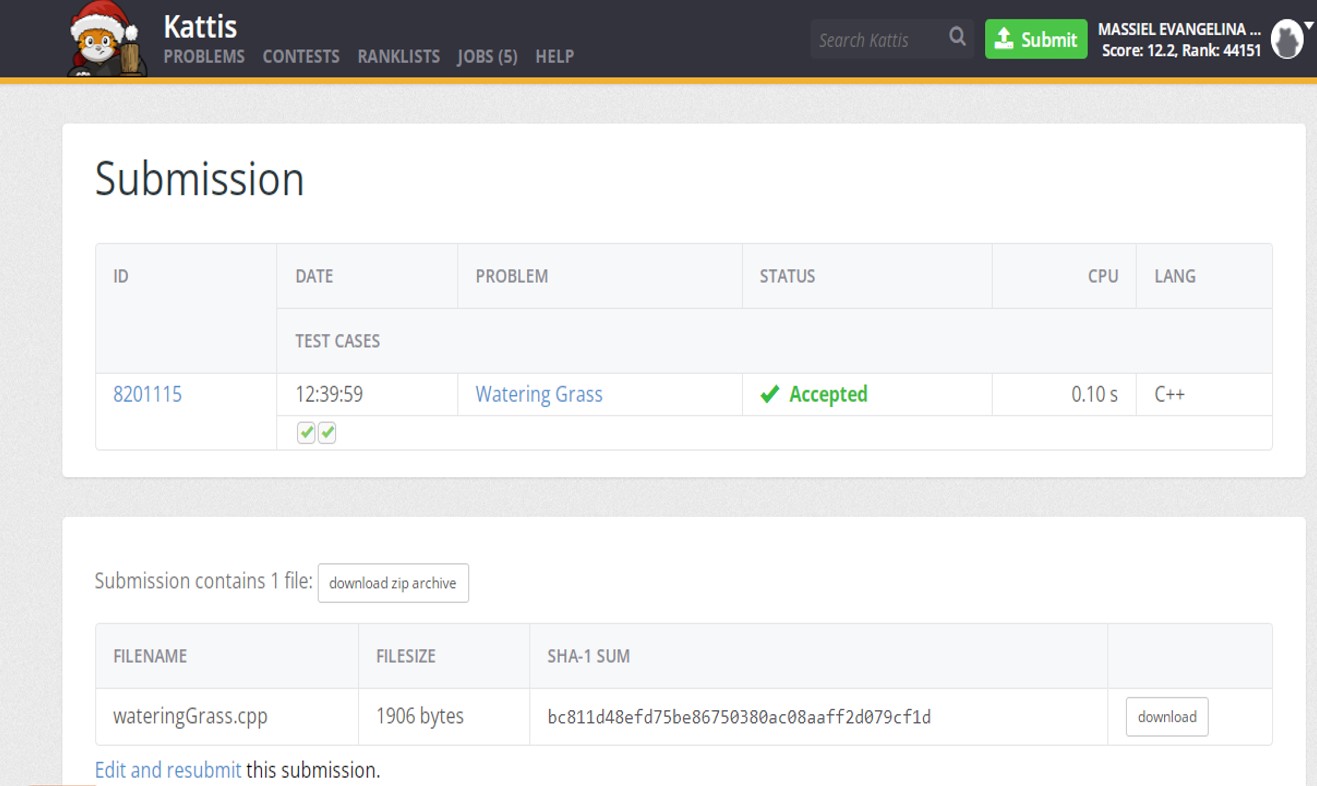 Kattis
PROBLEMS CONTESTS RANKLISTS JOBS (5) HELP
Search Kattis
Submit
MASSIEL EVANGELINA ...
Score: 12.2, Rank: 44151
Submission
ID DATE PROBLEM STATUS CPU LANG
TEST CASES
8201115 12:39:59 Watering Grass Accepted 0.10 s C++
Submission contains 1 file: download zip archive
FILENAME FILESIZE SHA-1 SUM
wateringGrass.cpp 1906 bytes bc811d48efd75be86750380ac08aaff2d079cf1d download
Edit and resubmit this submission.